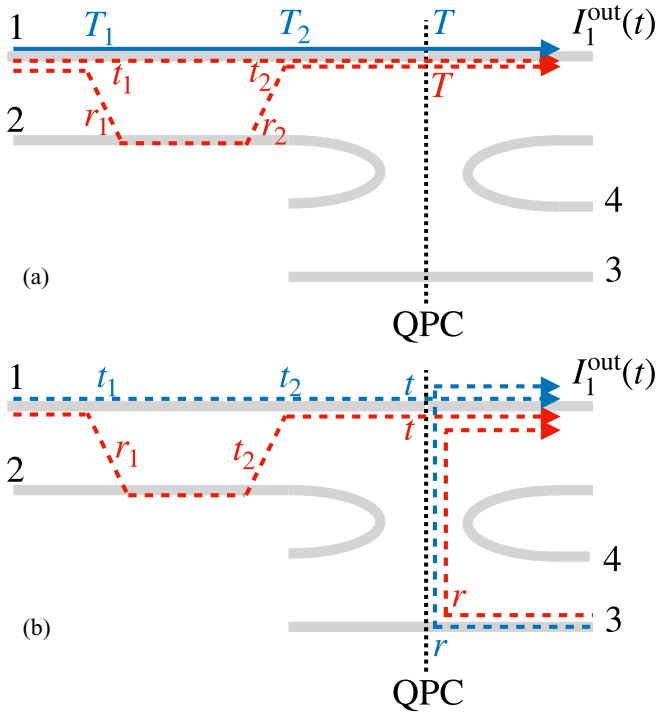 1 T₁ T₂ T I₁ᵒᵘᵗ(t)
t₁ t₂ T
2 r₁ r₂
4
(a) 3
QPC
1 t₁ t₂ t I₁ᵒᵘᵗ(t)
r₁ t₂ t
2
4
r 3
(b) r
QPC